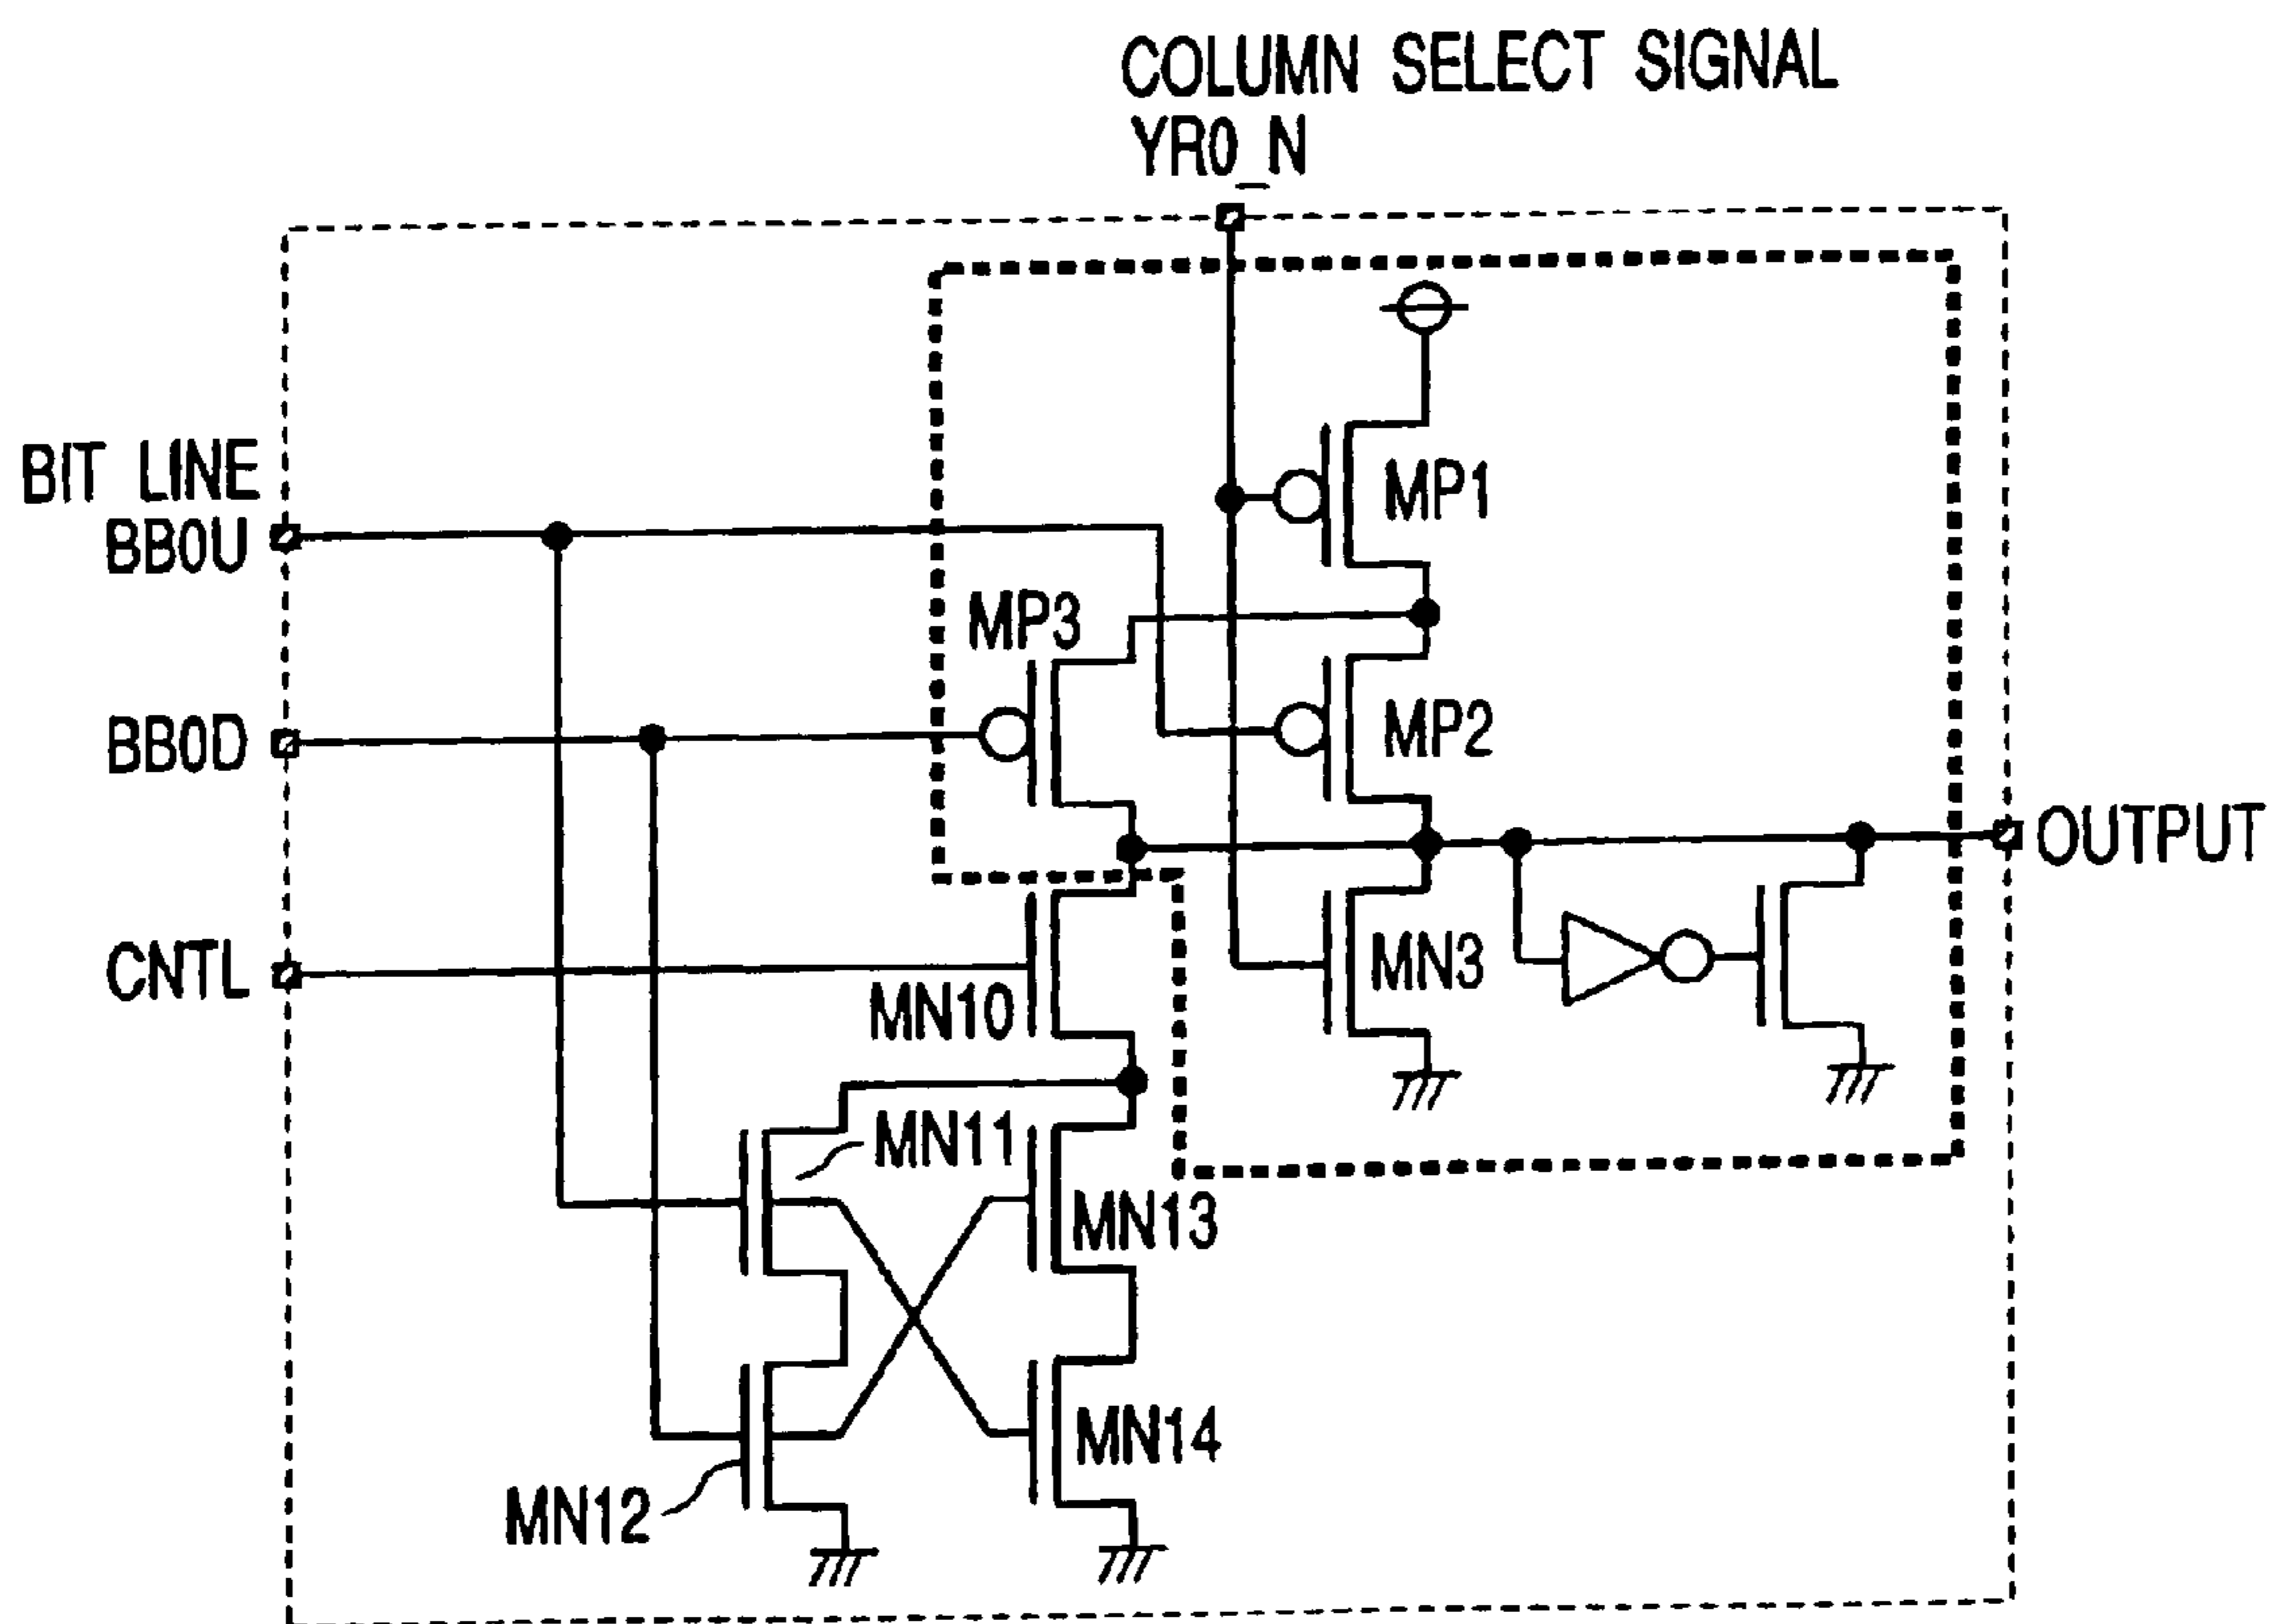 COLUMN SELECT SIGNAL
YR0_N
BIT LINE
BB0U
MP1
MP3
BB0D
MP2
OUTPUT
CNTL
MN10
MN3
MN11
MN13
MN14
MN12